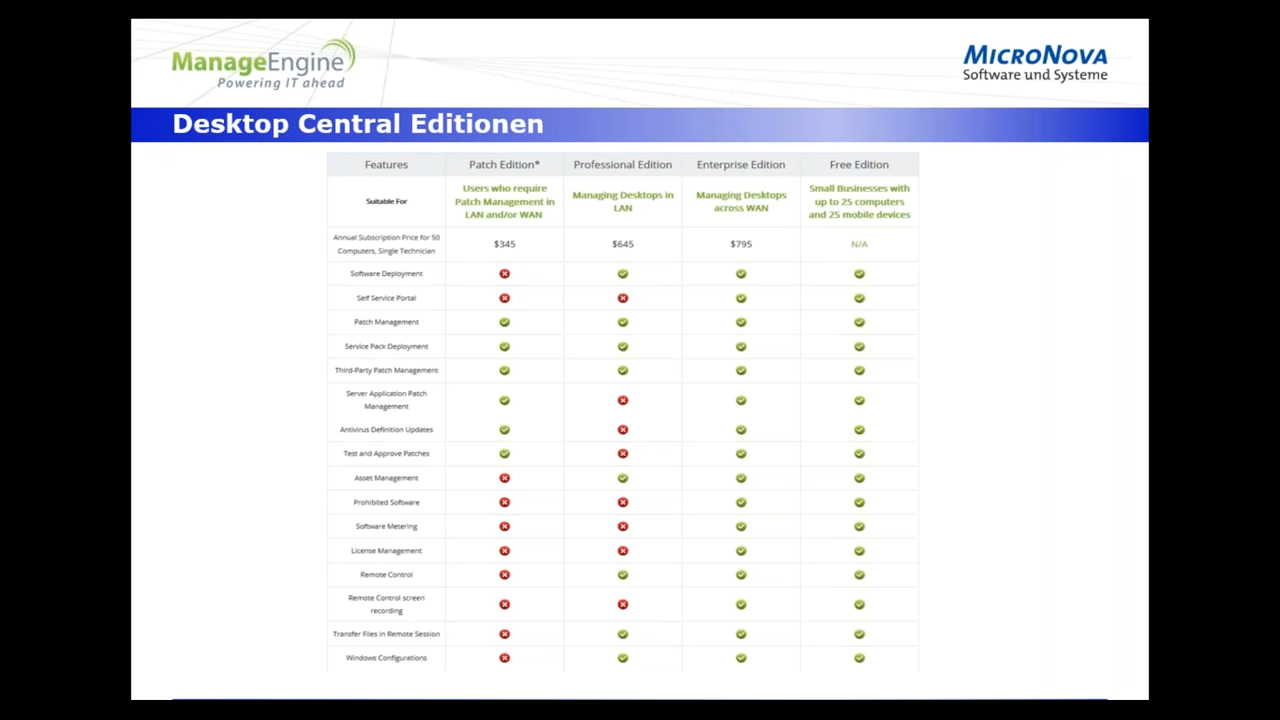 ManageEngine
Powering IT ahead
MICRONOVA
Software und Systeme
Desktop Central Editionen
Features Patch Edition* Professional Edition Enterprise Edition Free Edition
Suitable For
Users who require
Patch Management in
LAN and/or WAN
Managing Desktops in
LAN
Managing Desktops
across WAN
Small Businesses with
up to 25 computers
and 25 mobile devices
Annual Subscription Price for 50
Computers, Single Technician
$345 $645 $795 N/A
Software Deployment
Self Service Portal
Patch Management
Service Pack Deployment
Third-Party Patch Management
Server Application Patch
Management
Antivirus Definition Updates
Test and Approve Patches
Asset Management
Prohibited Software
Software Metering
License Management
Remote Control
Remote Control screen
recording
Transfer Files in Remote Session
Windows Configurations